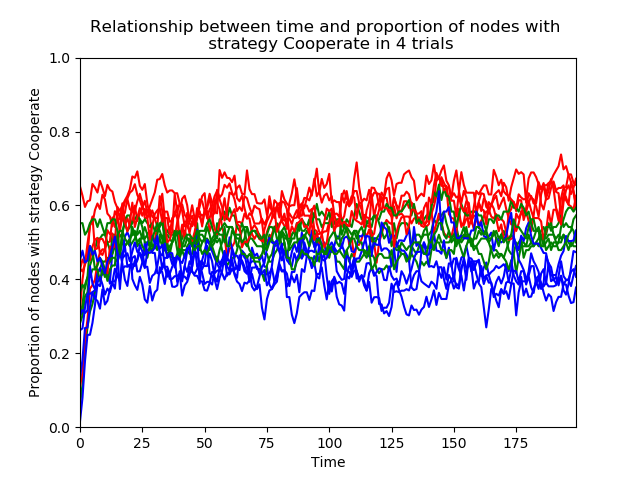 Relationship between time and proportion of nodes with
strategy Cooperate in 4 trials
1.0
0.8
0.6
0.4
0.2
0.0
Proportion of nodes with strategy Cooperate
0 25 50 75 100 125 150 175
Time